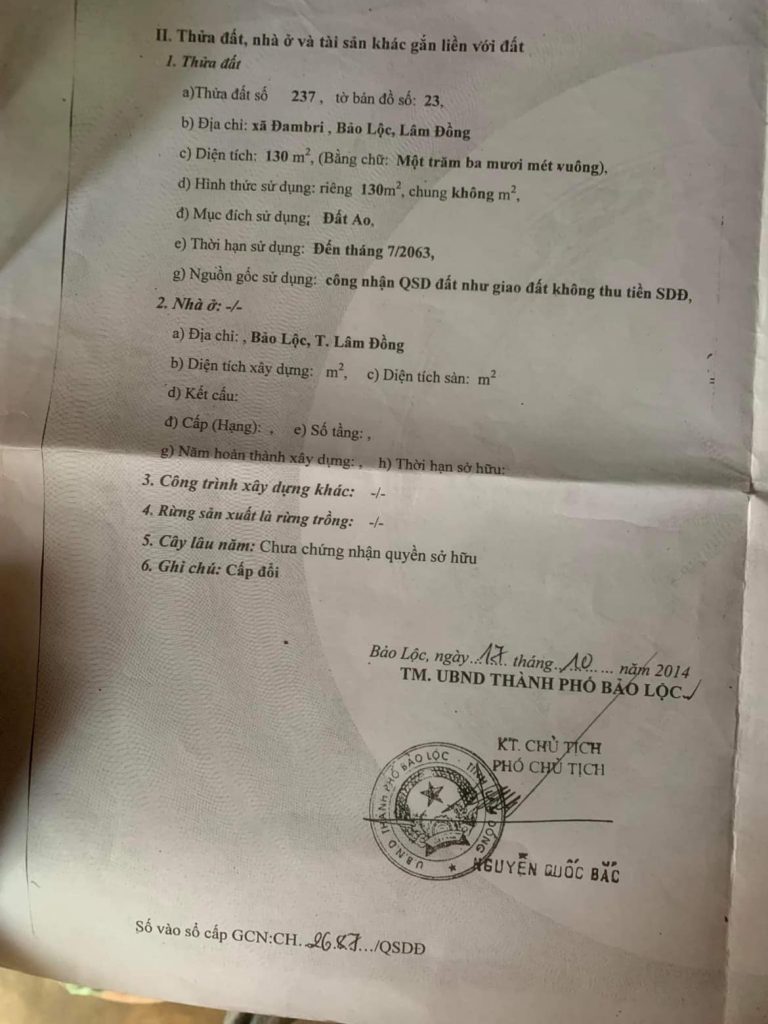 II. Thửa đất, nhà ở và tài sản khác gắn liền với đất
1. Thửa đất
a)Thửa đất số 237 , tờ bản đồ số: 23,
b) Địa chỉ: xã Đambri , Bảo Lộc, Lâm Đồng
c) Diện tích: 130 m², (Bằng chữ: Một trăm ba mươi mét vuông),
d) Hình thức sử dụng: riêng 130m², chung không m²,
đ) Mục đích sử dụng; Đất Ao,
e) Thời hạn sử dụng: Đến tháng 7/2063,
g) Nguồn gốc sử dụng: công nhận QSD đất như giao đất không thu tiền SDĐ,
2. Nhà ở: -/-
a) Địa chỉ: , Bảo Lộc, T. Lâm Đồng
b) Diện tích xây dựng: m², c) Diện tích sàn: m²
d) Kết cấu:
đ) Cấp (Hạng): , e) Số tầng: ,
g) Năm hoàn thành xây dựng: , h) Thời hạn sở hữu:
3. Công trình xây dựng khác: -/-
4. Rừng sản xuất là rừng trồng: -/-
5. Cây lâu năm: Chưa chứng nhận quyền sở hữu
6. Ghi chú: Cấp đổi
Bảo Lộc, ngày...17... tháng...10...... năm 2014
TM. UBND THÀNH PHỐ BẢO LỘC
KT. CHỦ TỊCH
PHÓ CHỦ TỊCH
U.B.N.D THÀNH PHỐ BẢO LỘC - TỈNH LÂM ĐỒNG
NGUYỄN QUỐC BẮC
Số vào sổ cấp GCN:CH..2687.../QSDĐ